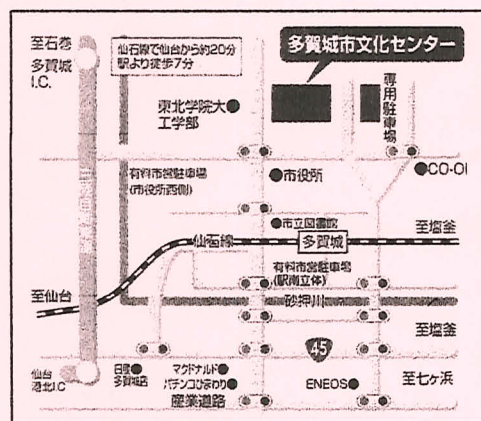 至石巻
多賀城
I.C.
仙石線で仙台から約20分
駅より徒歩7分
多賀城市文化センター
東北学院大
工学部
専用駐車場
有料市営駐車場
(市役所西側)
市役所
CO-O
市立図書館
至塩釜
仙石線
多賀城
有料市営駐車場
(駅南立体)
至仙台
砂押川
至塩釜
45
仙台
港北I.C
多賀城店
マクドナルド
パチンコひまわり
ENEOS
至七ヶ浜
産業道路